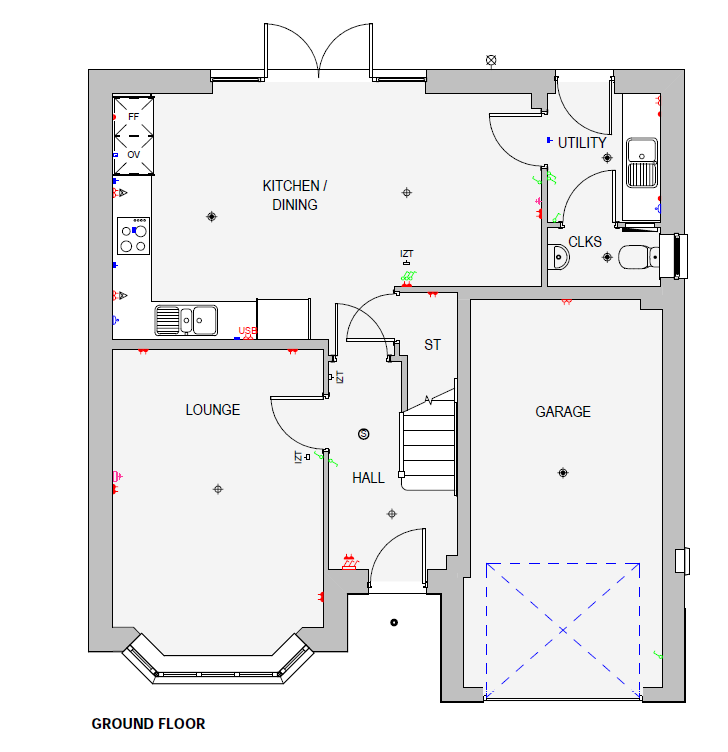 FF
OV
UTILITY
KITCHEN /
DINING
CLKS
IZT
USB
ST
IZT
LOUNGE
GARAGE
S
IZT
HALL
GROUND FLOOR